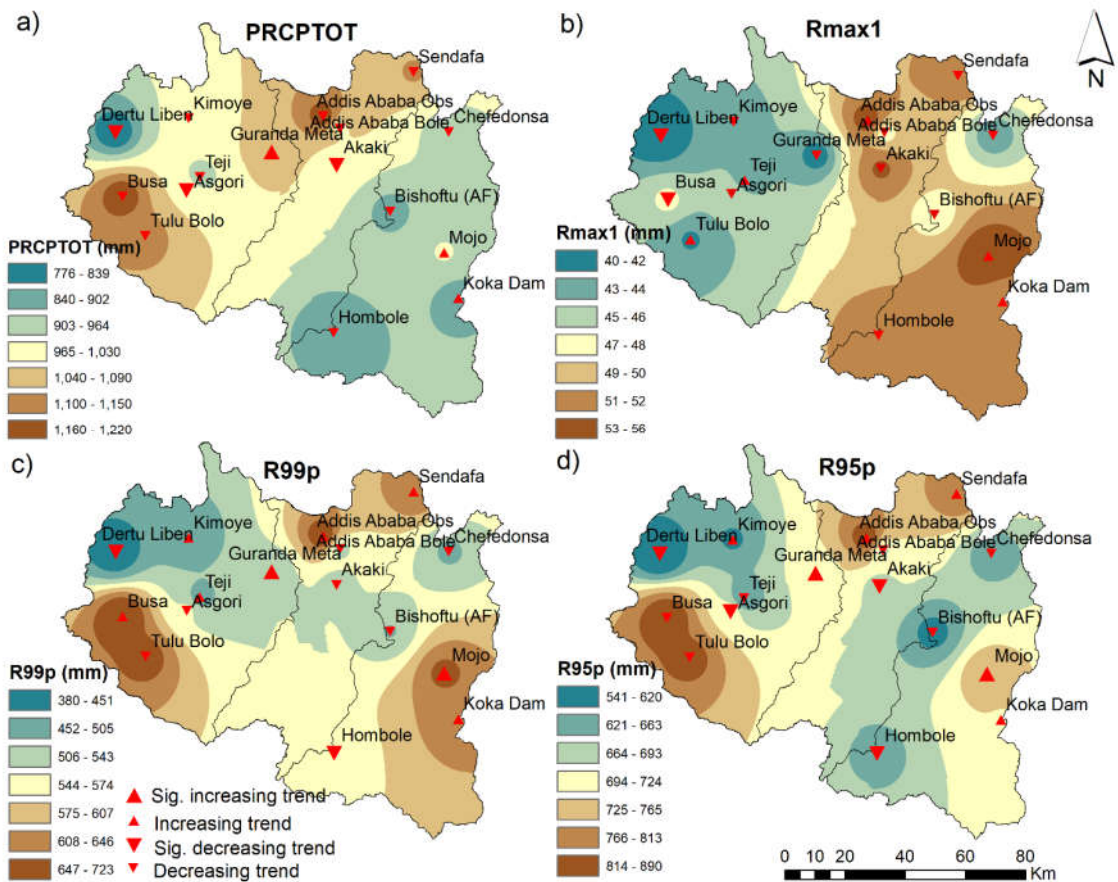 a)
PRCPTOT
Sendafa
Dertu Liben
Kimoye
Addis Ababa Obs
Addis Ababa Bole
Chefedonsa
Guranda Meta
Teji
Akaki
Busa
Asgori
Bishoftu (AF)
Tulu Bolo
Mojo
Koka Dam
Hombole
PRCPTOT (mm)
776 - 839
840 - 902
903 - 964
965 - 1,030
1,040 - 1,090
1,100 - 1,150
1,160 - 1,220
b)
Rmax1
N
Sendafa
Dertu Liben
Kimoye
Addis Ababa Obs
Addis Ababa Bole
Chefedonsa
Guranda Meta
Akaki
Teji
Busa
Asgori
Bishoftu (AF)
Tulu Bolo
Mojo
Koka Dam
Hombole
Rmax1 (mm)
40 - 42
43 - 44
45 - 46
47 - 48
49 - 50
51 - 52
53 - 56
c)
R99p
Sendafa
Dertu Liben
Kimoye
Addis Ababa Obs
Addis Ababa Bole
Chefedonsa
Guranda Meta
Teji
Akaki
Busa
Asgori
Bishoftu (AF)
Tulu Bolo
Mojo
Koka Dam
Hombole
R99p (mm)
380 - 451
452 - 505
506 - 543
544 - 574
575 - 607
608 - 646
647 - 723
Sig. increasing trend
Increasing trend
Sig. decreasing trend
Decreasing trend
d)
R95p
Sendafa
Dertu Liben
Kimoye
Addis Ababa Obs
Addis Ababa Bole
Chefedonsa
Guranda Meta
Akaki
Teji
Busa
Asgori
Bishoftu (AF)
Tulu Bolo
Mojo
Koka Dam
Hombole
R95p (mm)
541 - 620
621 - 663
664 - 693
694 - 724
725 - 765
766 - 813
814 - 890
0 10 20 40 60 80
Km